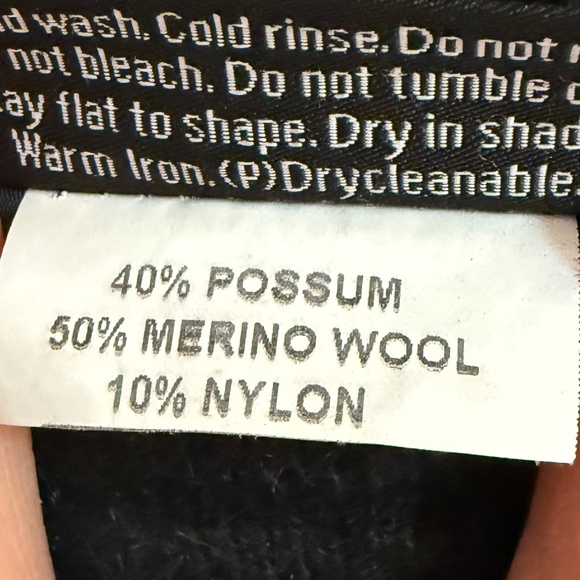 wash. Cold rinse. Do not
not bleach. Do not tumble
flat to shape. Dry in
Warm Iron. (P)Drycleanable.
40% POSSUM
50% MERINO WOOL
10% NYLON